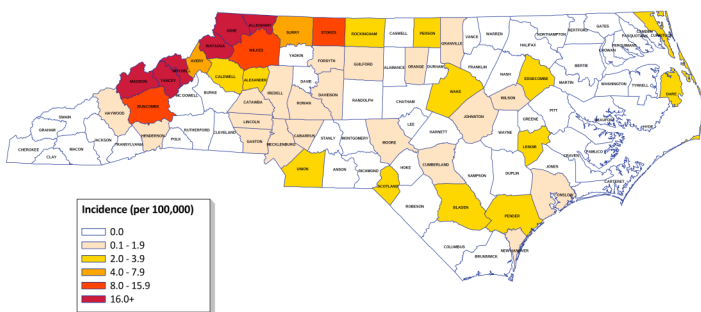 ASHE
ALLEGHANY
SURRY
STOKES
ROCKINGHAM
CASWELL
PERSON
GRANVILLE
VANCE
WARREN
NORTHAMPTON
HERTFORD
GATES
CAMDEN
CURRITUCK
PASQUOTANK
PERQUIMANS
CHOWAN
HALIFAX
WATAUGA
WILKES
YADKIN
FORSYTH
GUILFORD
ALAMANCE
ORANGE
DURHAM
FRANKLIN
NASH
EDGECOMBE
BERTIE
MARTIN
WASHINGTON
TYRRELL
DARE
AVERY
MITCHELL
CALDWELL
ALEXANDER
IREDELL
DAVIE
DAVIDSON
RANDOLPH
CHATHAM
WAKE
WILSON
PITT
BEAUFORT
HYDE
MADISON
YANCEY
BURKE
MC DOWELL
CATAWBA
ROWAN
JOHNSTON
GREENE
BUNCOMBE
HAYWOOD
SWAIN
GRAHAM
RUTHERFORD
CLEVELAND
LINCOLN
GASTON
CABARRUS
STANLY
MONTGOMERY
MOORE
LEE
HARNETT
WAYNE
LENOIR
CRAVEN
PAMLICO
HENDERSON
POLK
TRANSYLVANIA
JACKSON
MACON
CHEROKEE
CLAY
MECKLENBURG
UNION
ANSON
RICHMOND
HOKE
SCOTLAND
CUMBERLAND
SAMPSON
DUPLIN
JONES
CARTERET
ONSLOW
ROBESON
BLADEN
PENDER
COLUMBUS
BRUNSWICK
NEW HANOVER
Incidence (per 100,000)
0.0
0.1 - 1.9
2.0 - 3.9
4.0 - 7.9
8.0 - 15.9
16.0+